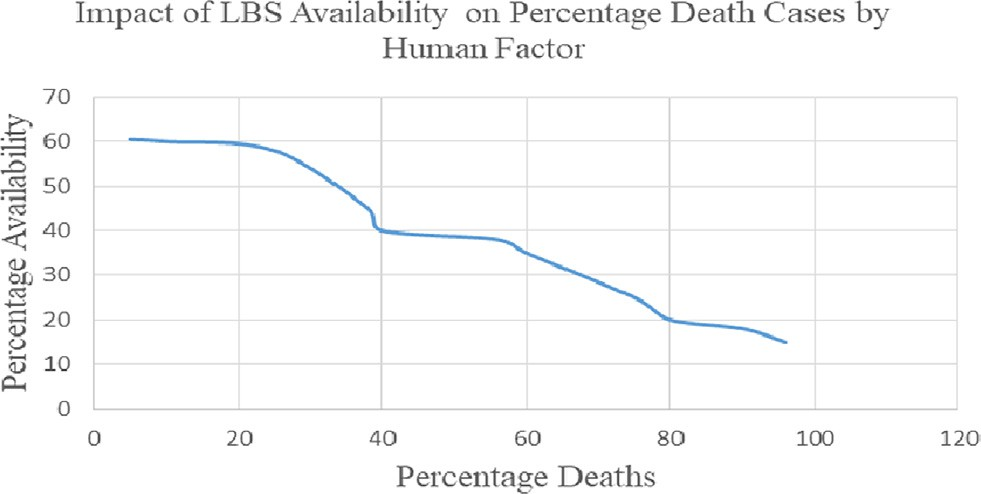 Impact of LBS Availability on Percentage Death Cases by
Human Factor
Percentage Availability
70
60
50
40
30
20
10
0
0 20 40 60 80 100 120
Percentage Deaths